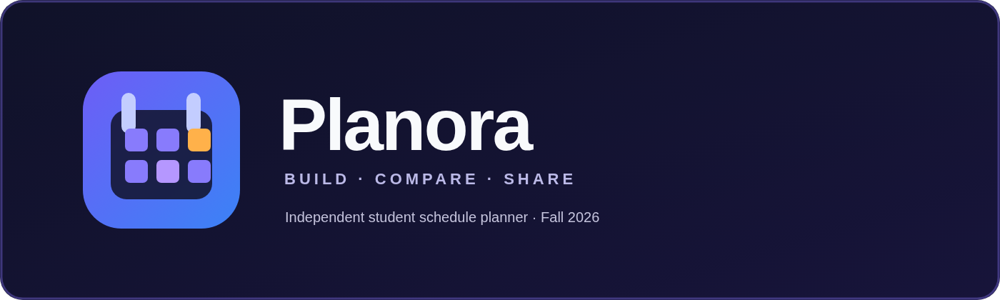 Planora
BUILD · COMPARE · SHARE
Independent student schedule planner · Fall 2026